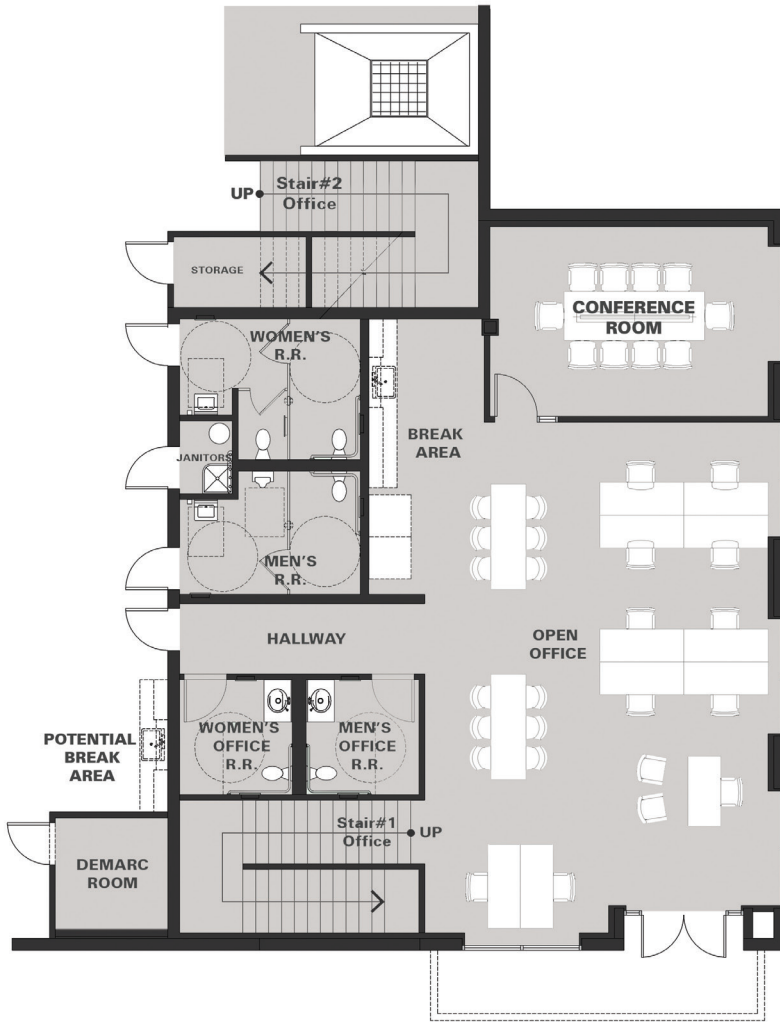 Stair#2
Office
UP
STORAGE
CONFERENCE
ROOM
WOMEN'S
R.R.
BREAK
AREA
JANITORS
MEN'S
R.R.
HALLWAY
OPEN
OFFICE
WOMEN'S
OFFICE
R.R.
MEN'S
OFFICE
R.R.
POTENTIAL
BREAK
AREA
Stair#1
Office
UP
DEMARC
ROOM